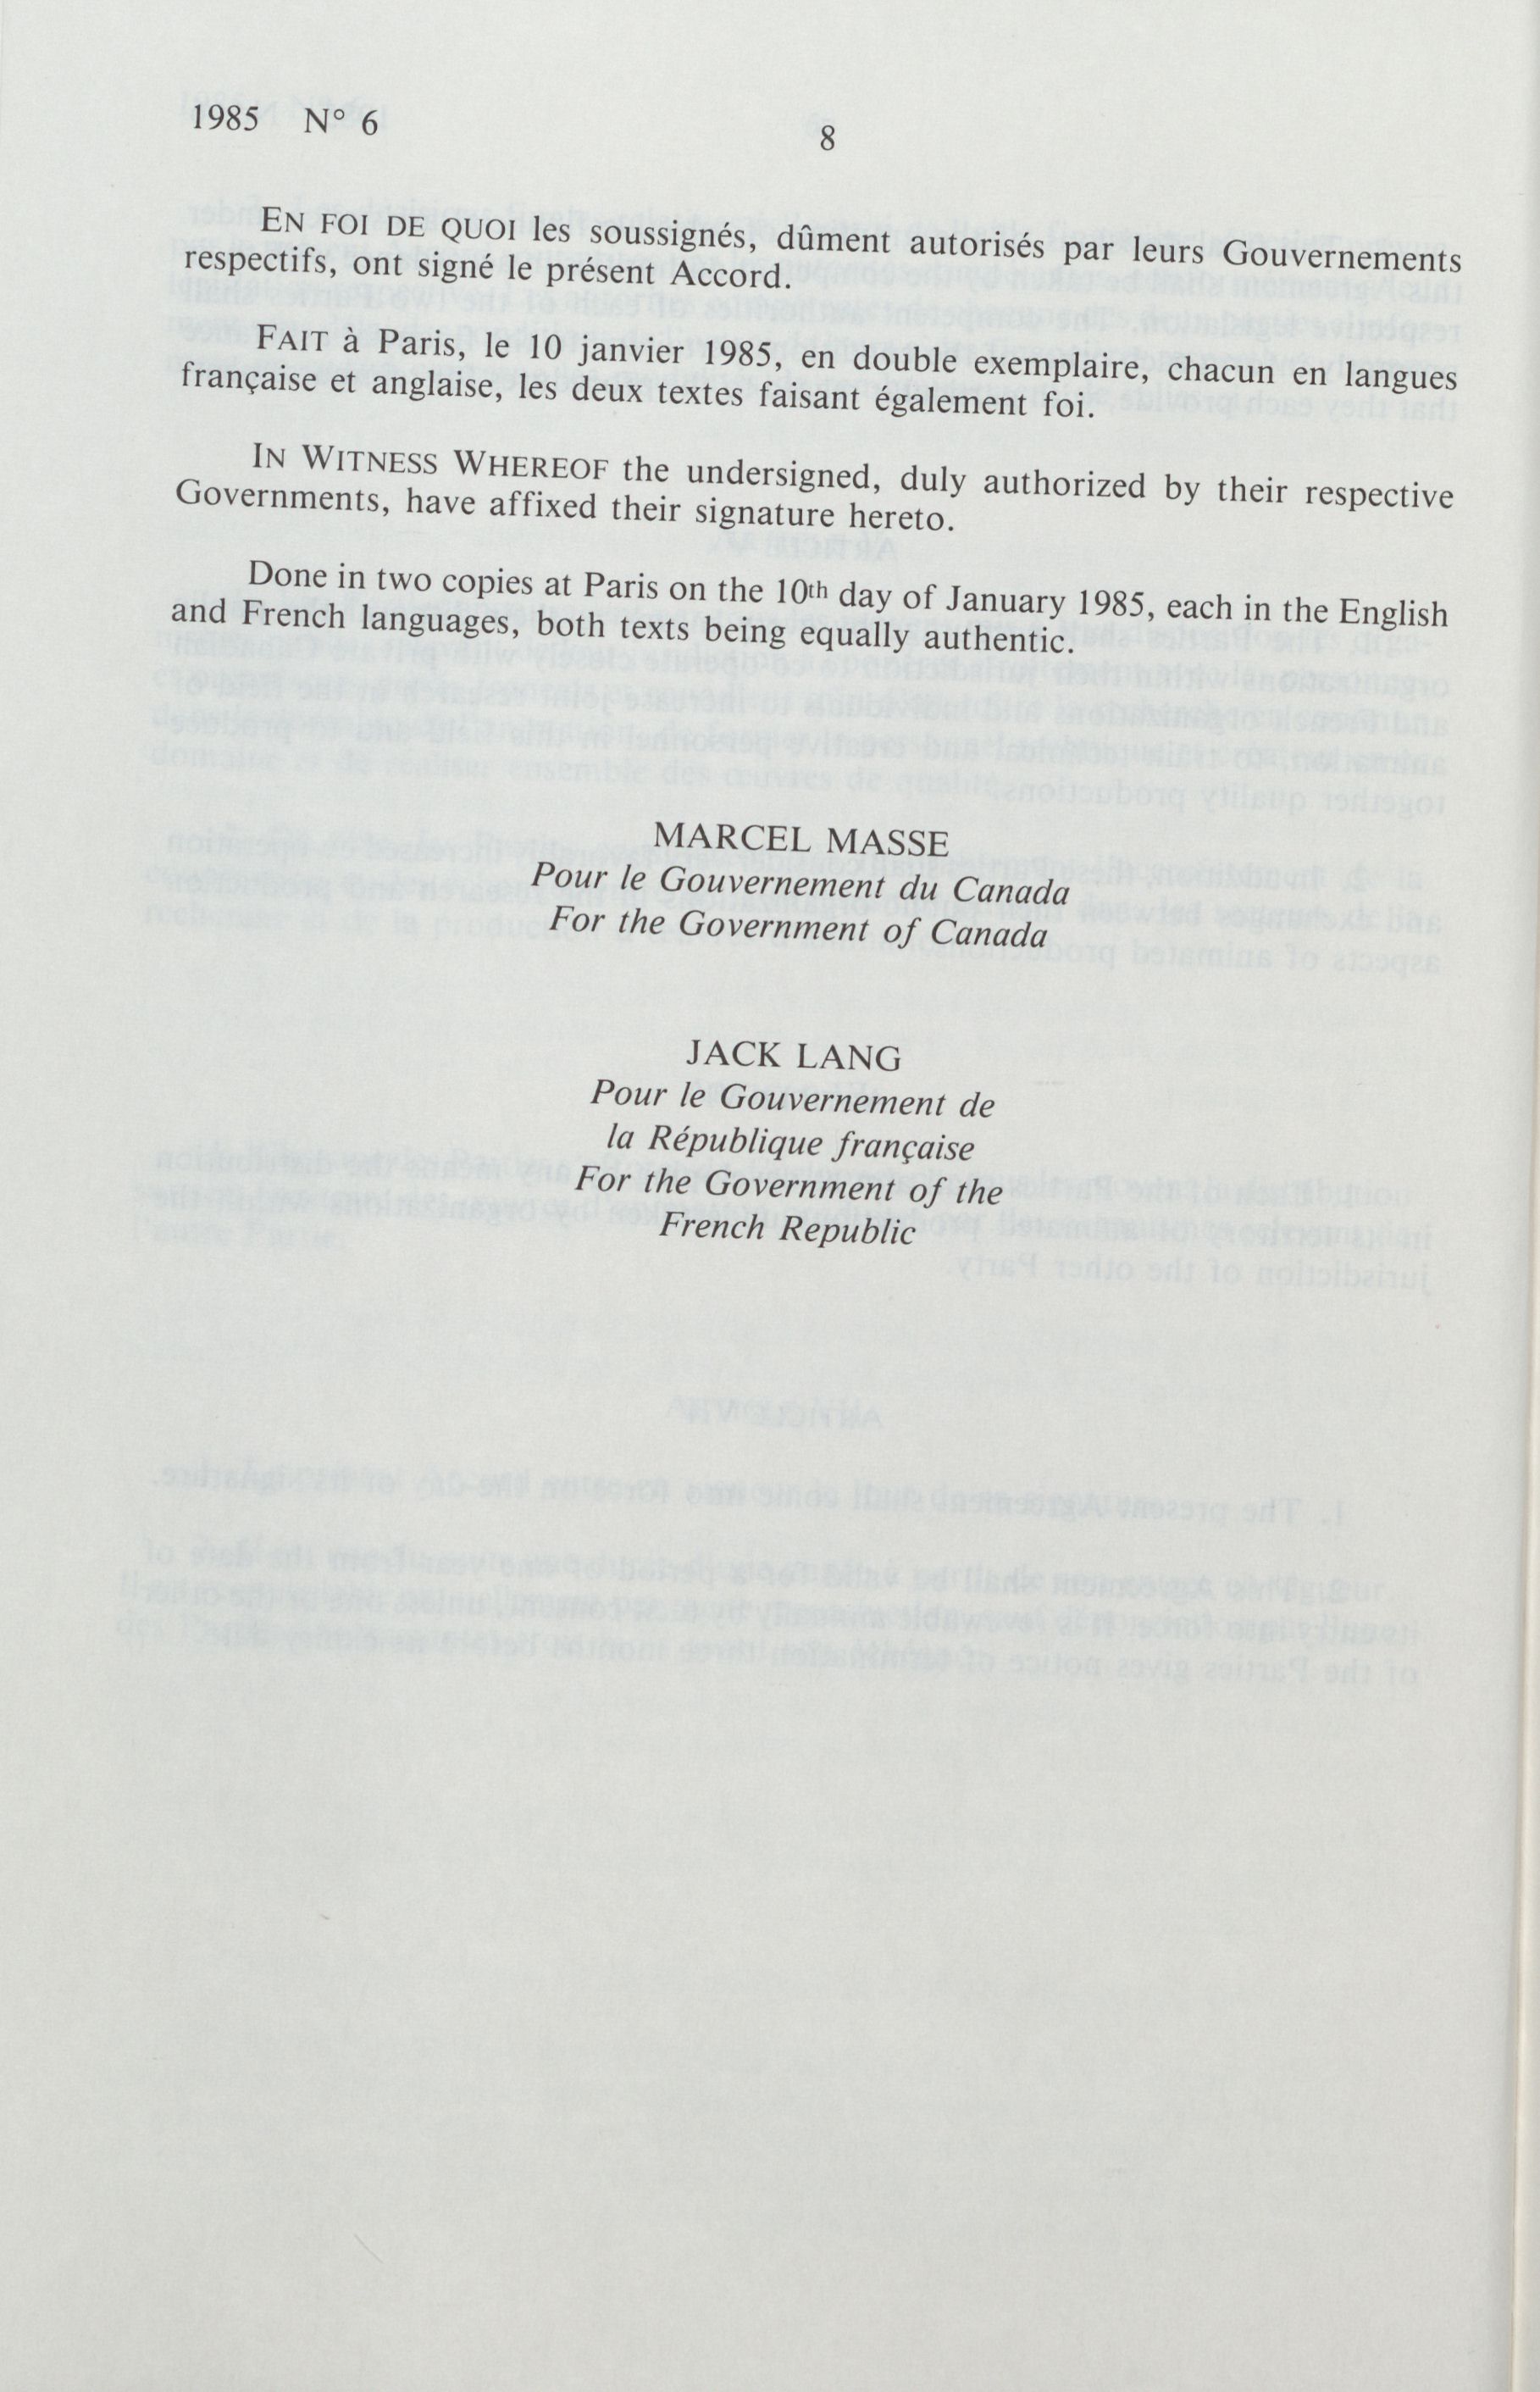 1985 N° 6
8
EN FOI DE QUOI les soussignés, dûment autorisés par leurs Gouvernements
respectifs, ont signé le présent Accord.
FAIT à Paris, le 10 janvier 1985, en double exemplaire, chacun en langues
française et anglaise, les deux textes faisant également foi.
IN WITNESS WHEREOF the undersigned, duly authorized by their respective
Governments, have affixed their signature hereto.
Done in two copies at Paris on the 10th day of January 1985, each in the English
and French languages, both texts being equally authentic.
MARCEL MASSE
Pour le Gouvernement du Canada
For the Government of Canada
JACK LANG
Pour le Gouvernement de
la République française
For the Government of the
French Republic